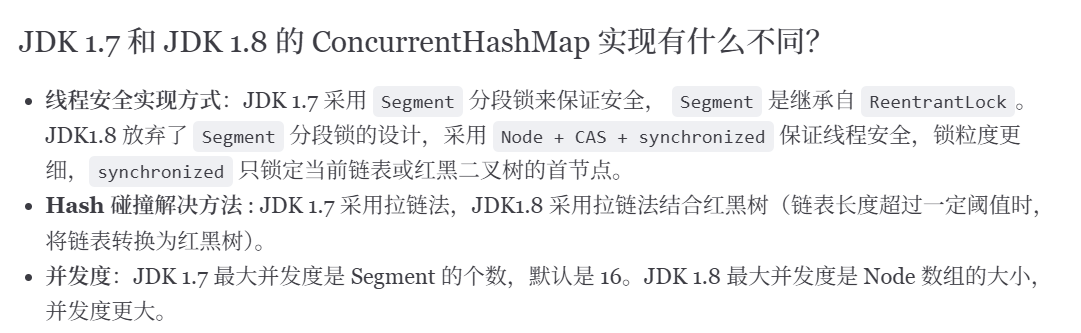 JDK 1.7 和 JDK 1.8 的 ConcurrentHashMap 实现有什么不同？
• 线程安全实现方式：JDK 1.7 采用 Segment 分段锁来保证安全， Segment 是继承自 ReentrantLock 。
JDK1.8 放弃了 Segment 分段锁的设计，采用 Node + CAS + synchronized 保证线程安全，锁粒度更
细， synchronized 只锁定当前链表或红黑二叉树的首节点。
• Hash 碰撞解决方法 : JDK 1.7 采用拉链法，JDK1.8 采用拉链法结合红黑树（链表长度超过一定阈值时，
将链表转换为红黑树）。
• 并发度：JDK 1.7 最大并发度是 Segment 的个数，默认是 16。JDK 1.8 最大并发度是 Node 数组的大小，
并发度更大。